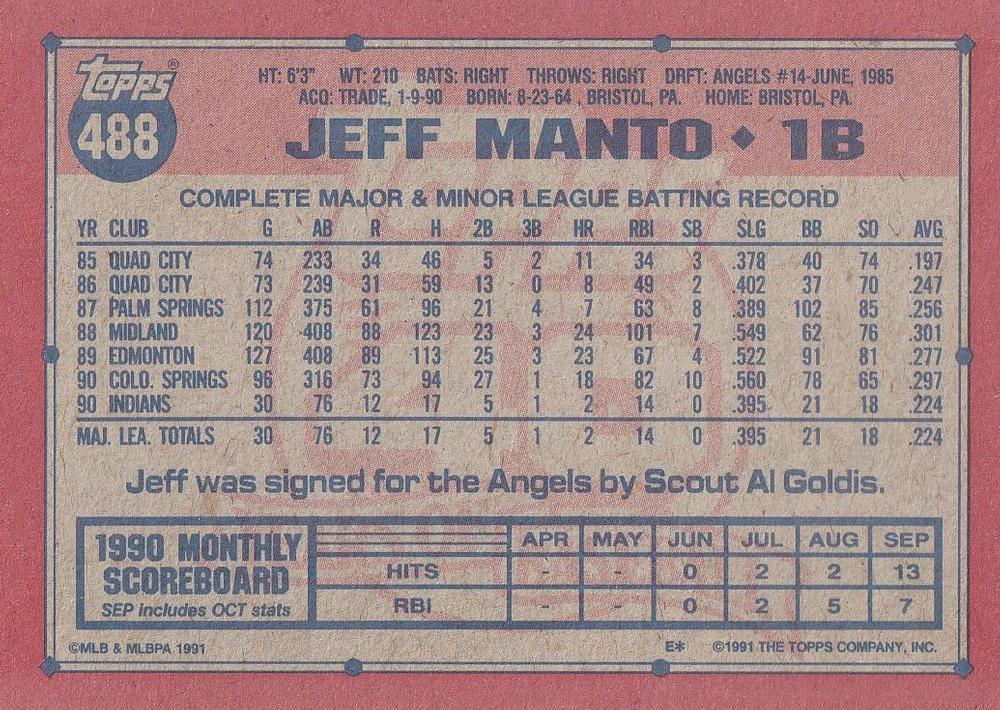 topps®
488
HT: 6'3" WT: 210 BATS: RIGHT THROWS: RIGHT DRFT: ANGELS #14-JUNE, 1985
ACQ: TRADE, 1-9-90 BORN: 8-23-64, BRISTOL, PA. HOME: BRISTOL, PA.
JEFF MANTO ♦ 1B
COMPLETE MAJOR & MINOR LEAGUE BATTING RECORD
YR CLUB G AB R H 2B 3B HR RBI SB SLG BB SO AVG
85 QUAD CITY 74 233 34 46 5 2 11 34 3 .378 40 74 .197
86 QUAD CITY 73 239 31 59 13 0 8 49 2 .402 37 70 .247
87 PALM SPRINGS 112 375 61 96 21 4 7 63 8 .389 102 85 .256
88 MIDLAND 120 408 88 123 23 3 24 101 7 .549 62 76 .301
89 EDMONTON 127 408 89 113 25 3 23 67 4 .522 91 81 .277
90 COLO. SPRINGS 96 316 73 94 27 1 18 82 10 .560 78 65 .297
90 INDIANS 30 76 12 17 5 1 2 14 0 .395 21 18 .224
MAJ. LEA. TOTALS 30 76 12 17 5 1 2 14 0 .395 21 18 .224
Jeff was signed for the Angels by Scout Al Goldis.
1990 MONTHLY
SCOREBOARD
SEP includes OCT stats
APR MAY JUN JUL AUG SEP
HITS - - 0 2 2 13
RBI - - 0 2 5 7
©MLB & MLBPA 1991 E* ©1991 THE TOPPS COMPANY, INC.